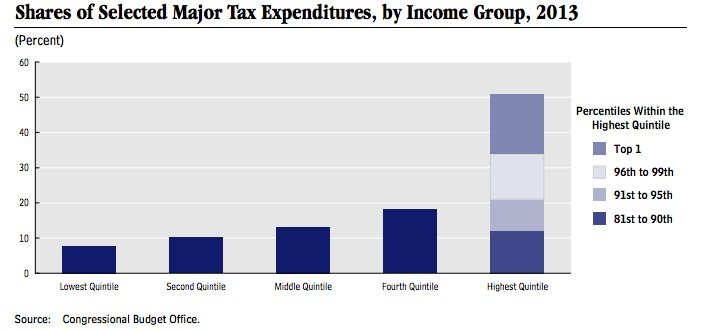 Shares of Selected Major Tax Expenditures, by Income Group, 2013
(Percent)
60
50
40
30
20
10
0
Lowest Quintile
Second Quintile
Middle Quintile
Fourth Quintile
Highest Quintile
Percentiles Within the
Highest Quintile
Top 1
96th to 99th
91st to 95th
81st to 90th
Source: Congressional Budget Office.